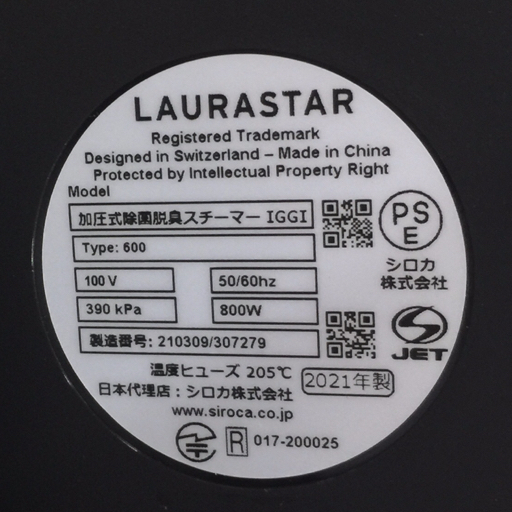 LAURASTAR
Registered Trademark
Designed in Switzerland – Made in China
Protected by Intellectual Property Right
Model
加圧式除菌脱臭スチーマー IGGI
Type: 600
PS
E
シロカ
株式会社
100 V
50/60hz
390 kPa
800W
製造番号: 210309/307279
JET
温度ヒューズ 205℃
2021年製
日本代理店：シロカ株式会社
www.siroca.co.jp
R 017-200025